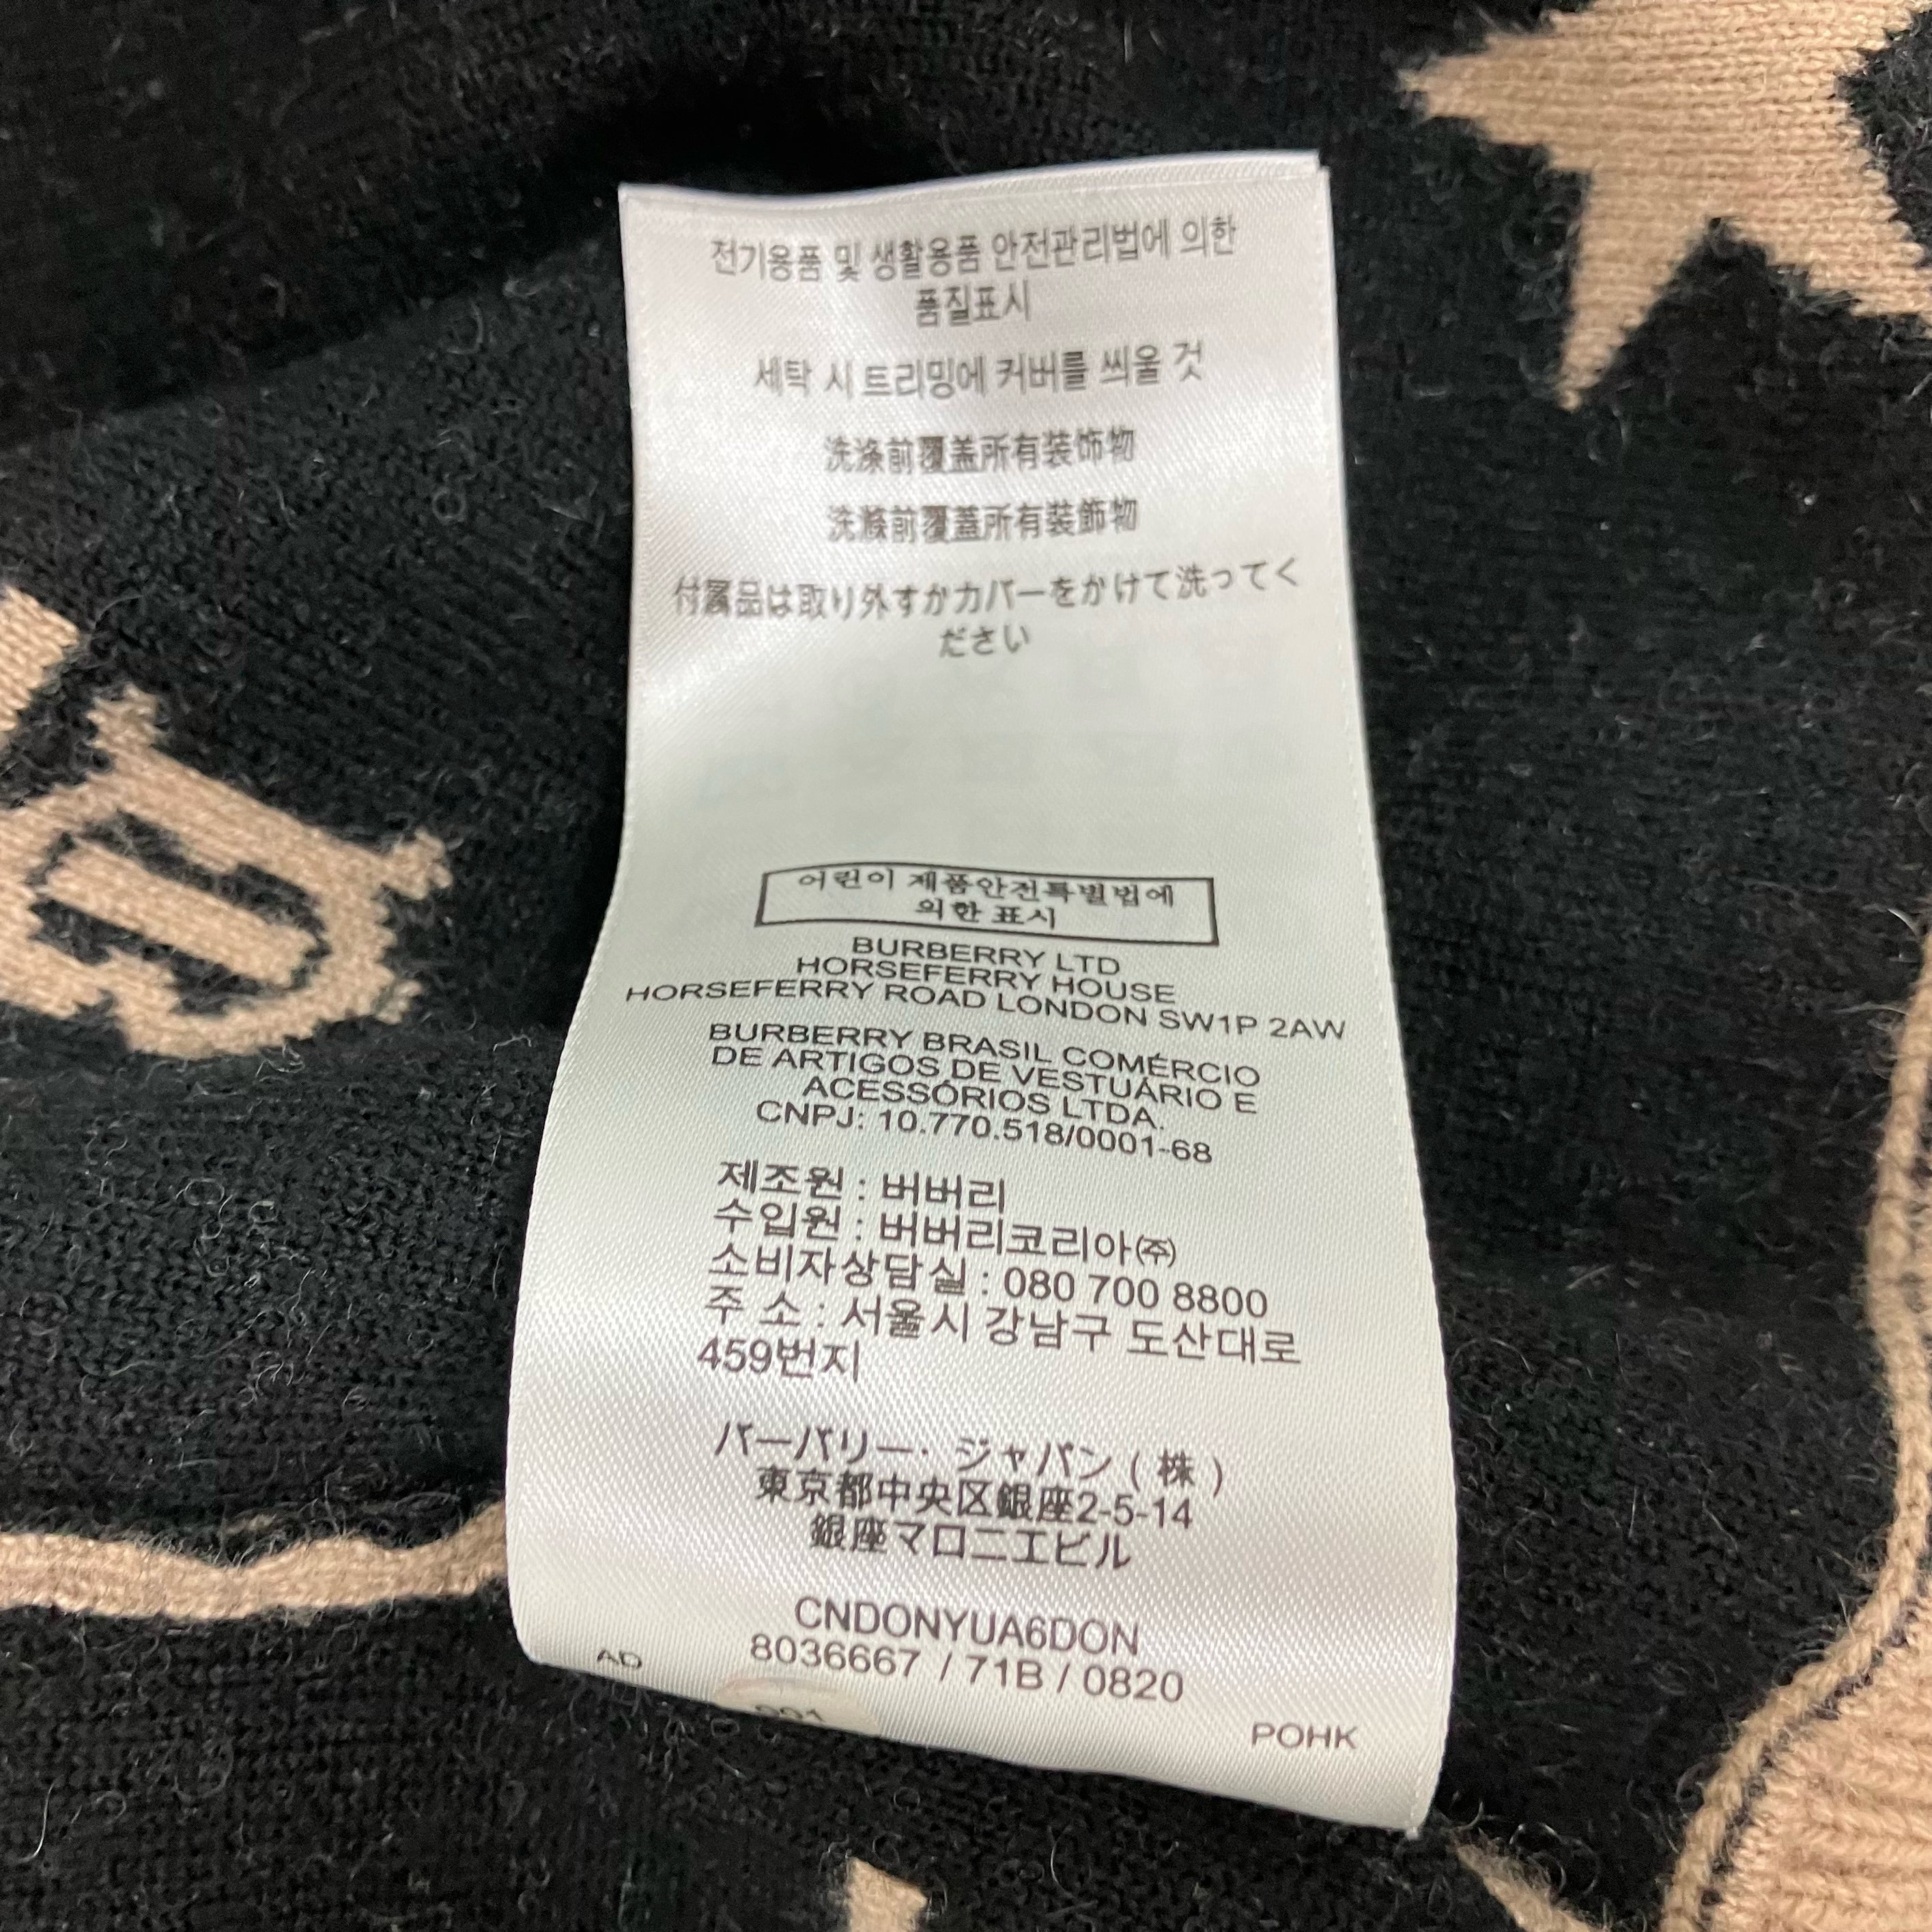 전기용품 및 생활용품 안전관리법에 의한
품질표시
세탁 시 트리밍에 커버를 씌울 것
洗涤前覆盖所有装饰物
洗滌前覆蓋所有裝飾物
付属品は取り外すかカバーをかけて洗ってく
ださい
어린이 제품안전특별법에
의한 표시
BURBERRY LTD
HORSEFERRY HOUSE
HORSEFERRY ROAD LONDON SW1P 2AW
BURBERRY BRASIL COMÉRCIO
DE ARTIGOS DE VESTUÁRIO E
ACESSÓRIOS LTDA.
CNPJ: 10.770.518/0001-68
제조원 : 버버리
수입원 : 버버리코리아㈜
소비자상담실 : 080 700 8800
주 소 : 서울시 강남구 도산대로
459번지
バーバリー・ジャパン ( 株 )
東京都中央区銀座2-5-14
銀座マロニエビル
CNDONYUA6DON
8036667 / 71B / 0820
AD
POHK